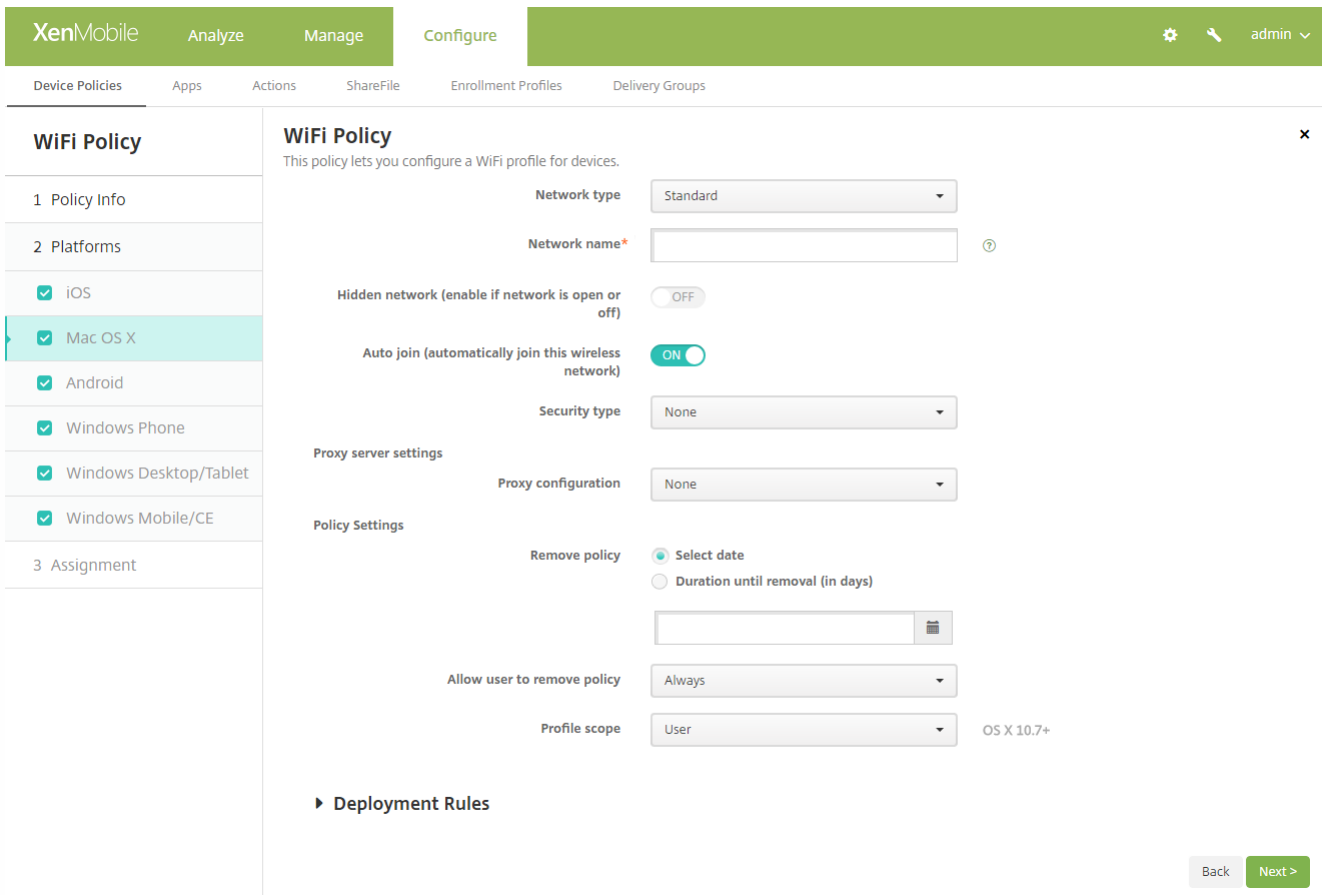 XenMobile Analyze Manage Configure admin
Device Policies Apps Actions ShareFile Enrollment Profiles Delivery Groups
WiFi Policy
1 Policy Info
2 Platforms
iOS
Mac OS X
Android
Windows Phone
Windows Desktop/Tablet
Windows Mobile/CE
3 Assignment
WiFi Policy
This policy lets you configure a WiFi profile for devices.
Network type Standard
Network name*
Hidden network (enable if network is open or
off) OFF
Auto join (automatically join this wireless
network) ON
Security type None
Proxy server settings
Proxy configuration None
Policy Settings
Remove policy Select date
Duration until removal (in days)
Allow user to remove policy Always
Profile scope User OS X 10.7+
Deployment Rules
Back Next >